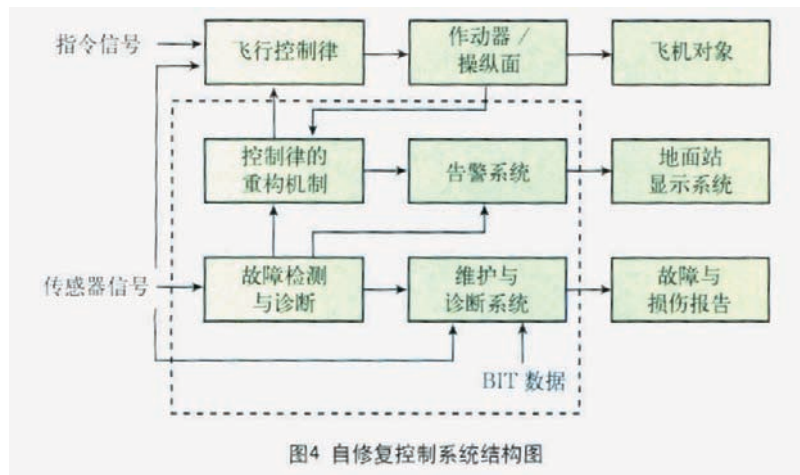 指令信号
飞行控制律
作动器 /
操纵面
飞机对象
控制律的
重构机制
告警系统
地面站
显示系统
传感器信号
故障检测
与诊断
维护与
诊断系统
故障与
损伤报告
BIT 数据
图4 自修复控制系统结构图